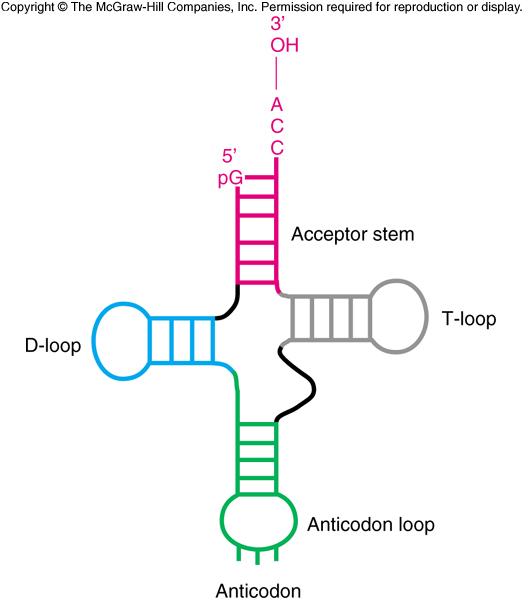 Copyright © The McGraw-Hill Companies, Inc. Permission required for reproduction or display.
3’
OH
A
C
C
5’
pG
Acceptor stem
T-loop
D-loop
Anticodon loop
Anticodon